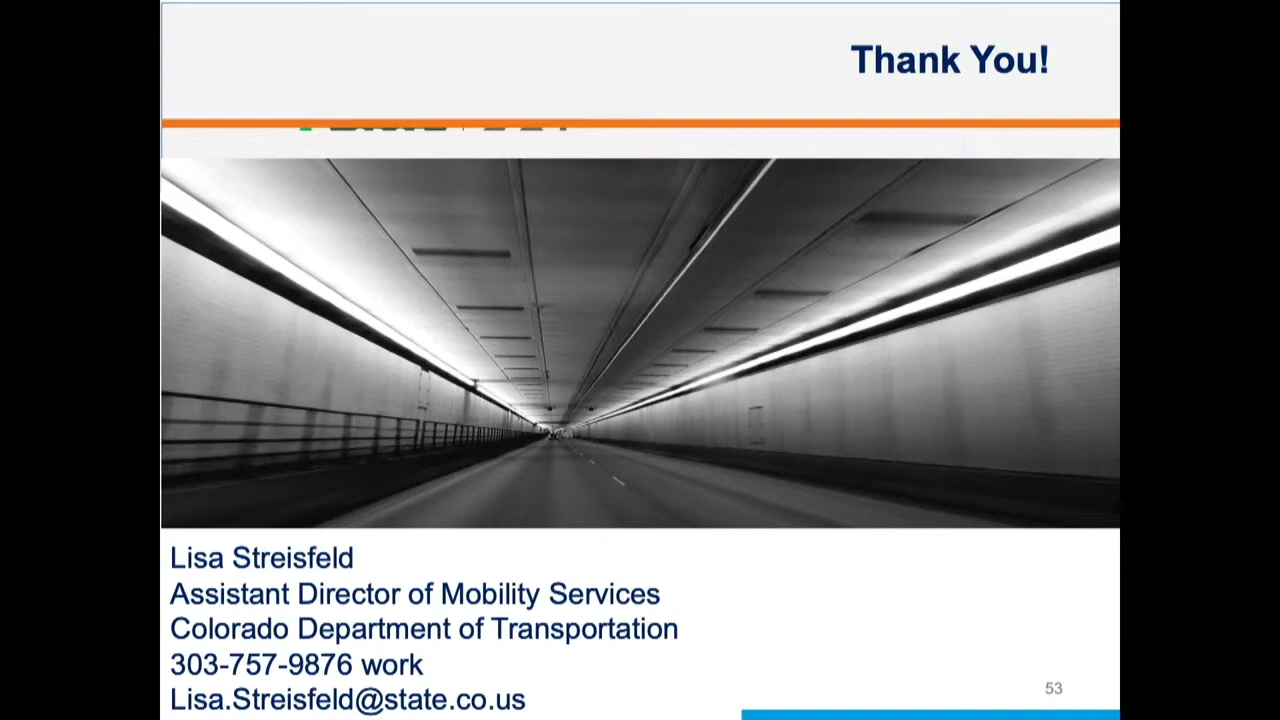 Thank You!
Lisa Streisfeld
Assistant Director of Mobility Services
Colorado Department of Transportation
303-757-9876 work
Lisa.Streisfeld@state.co.us
53